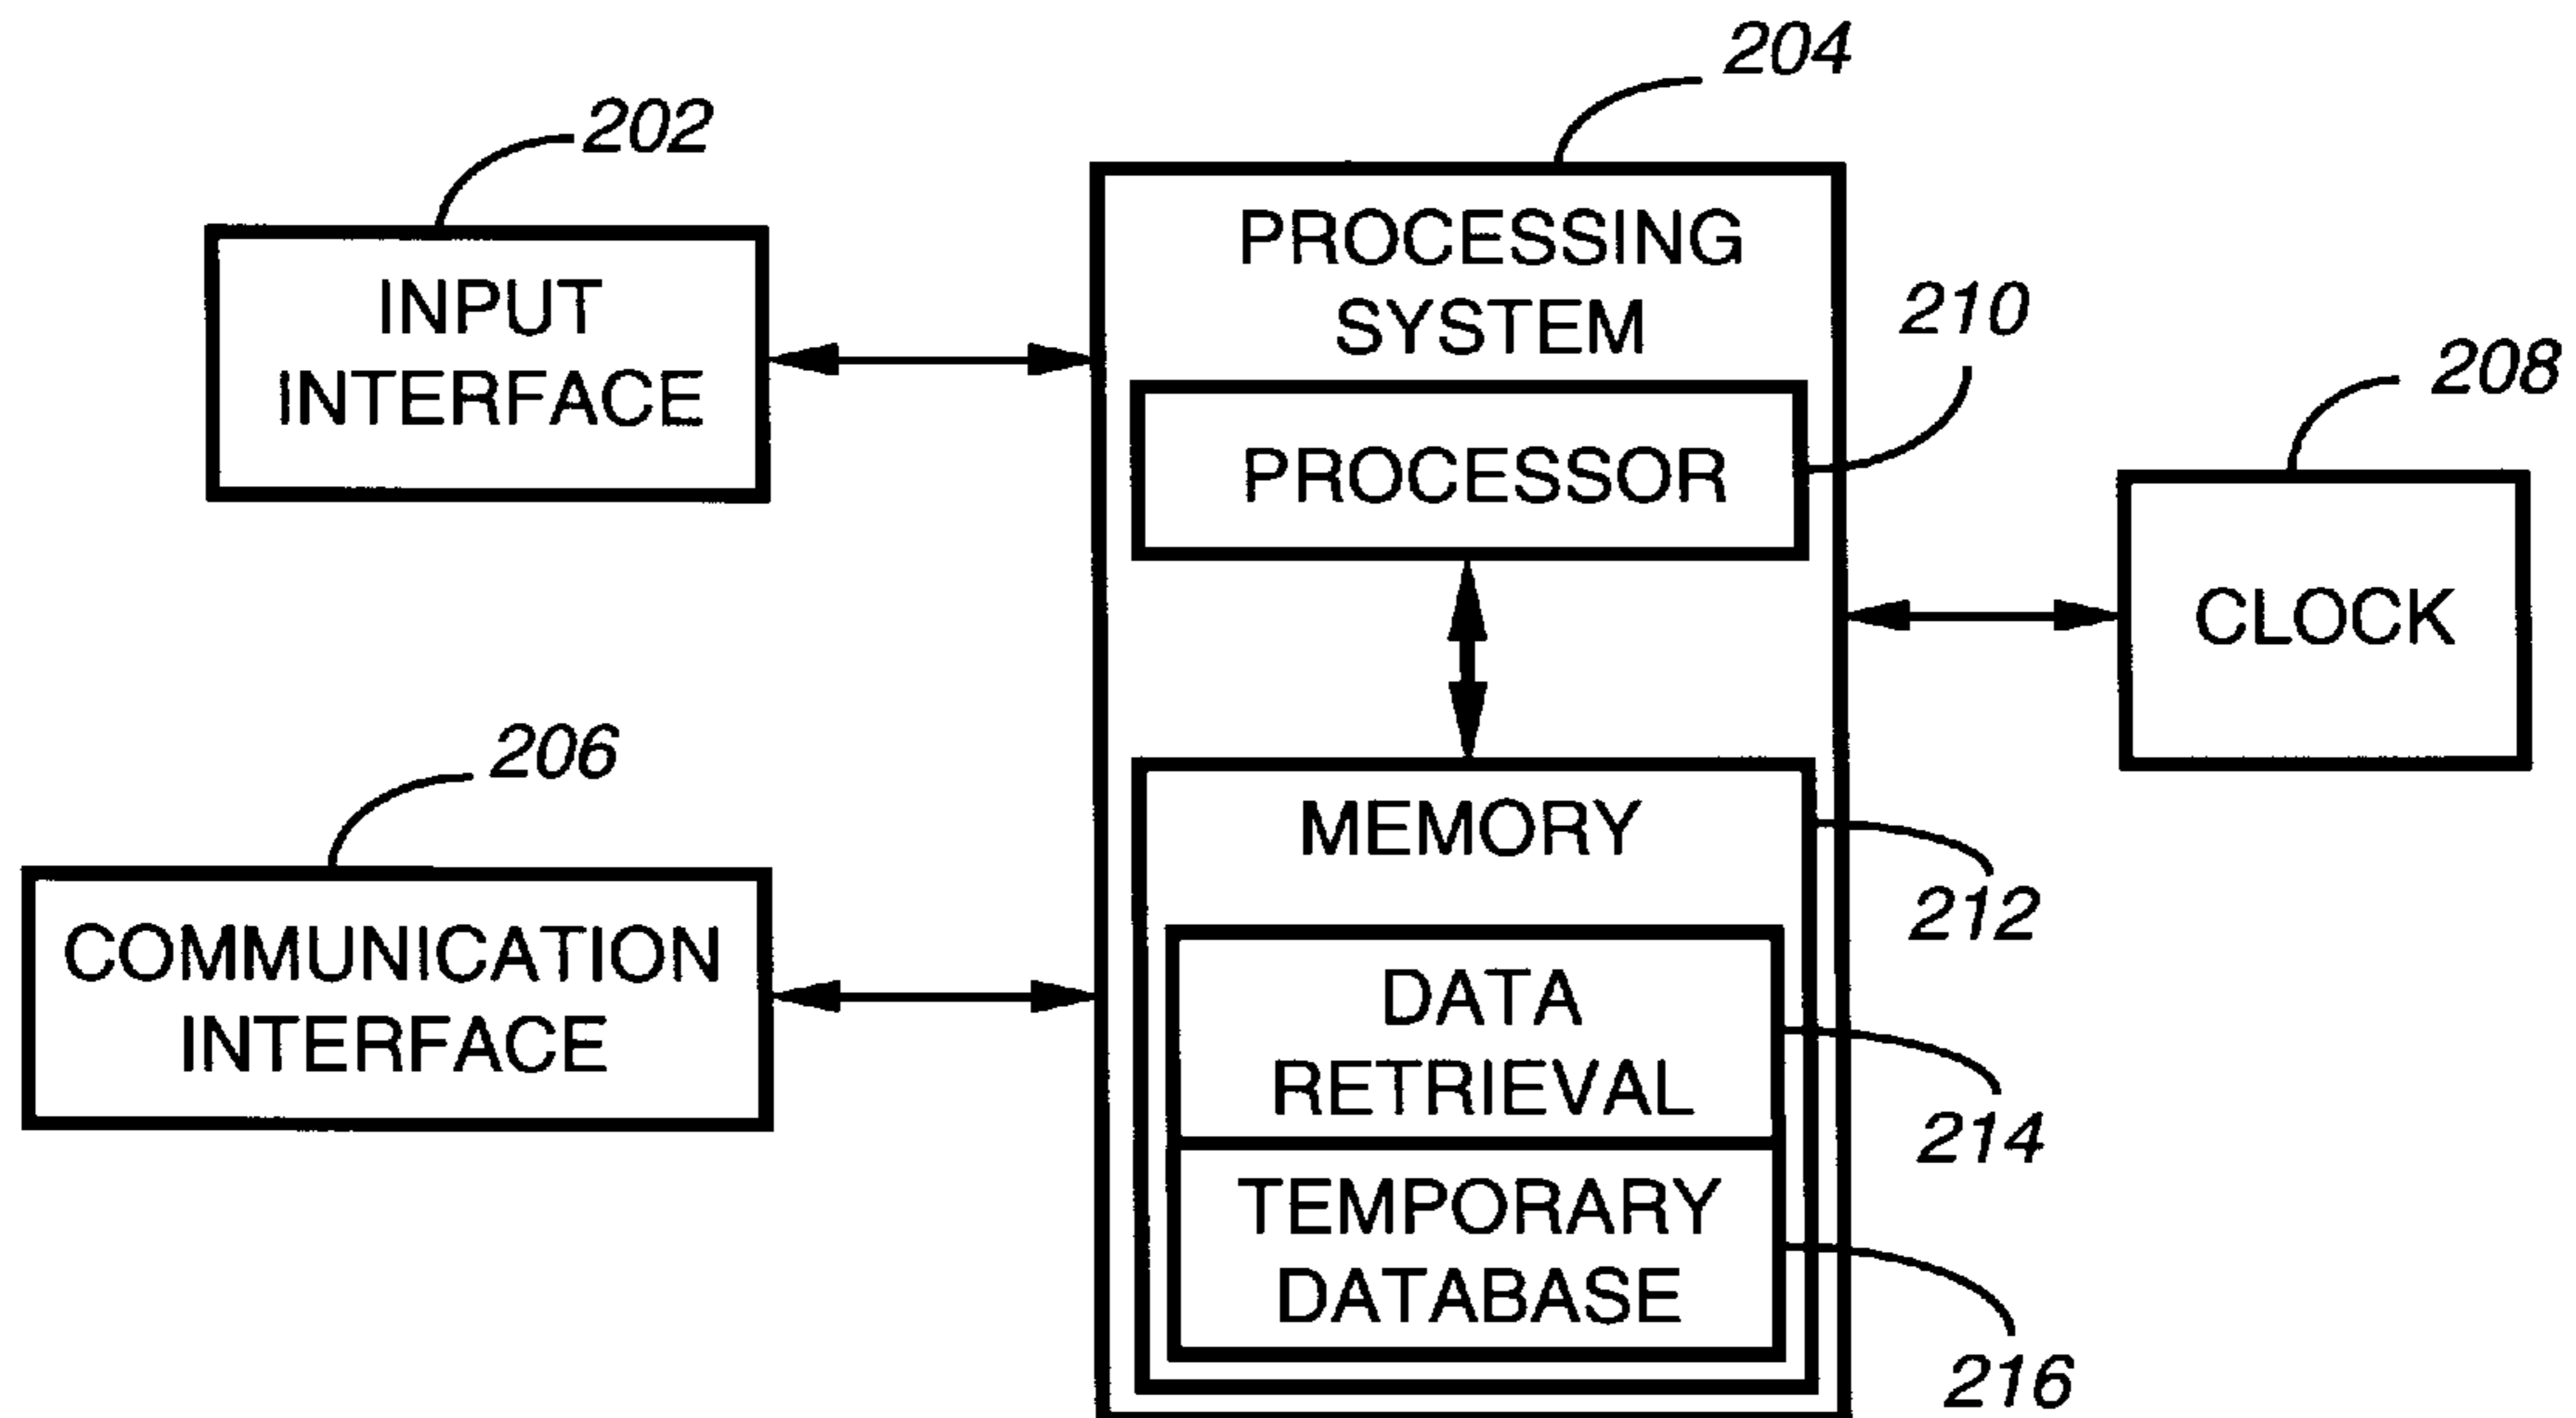 204
202
PROCESSING
SYSTEM
210
INPUT
INTERFACE
208
PROCESSOR
CLOCK
206
MEMORY
212
COMMUNICATION
INTERFACE
DATA
RETRIEVAL
214
TEMPORARY
DATABASE
216